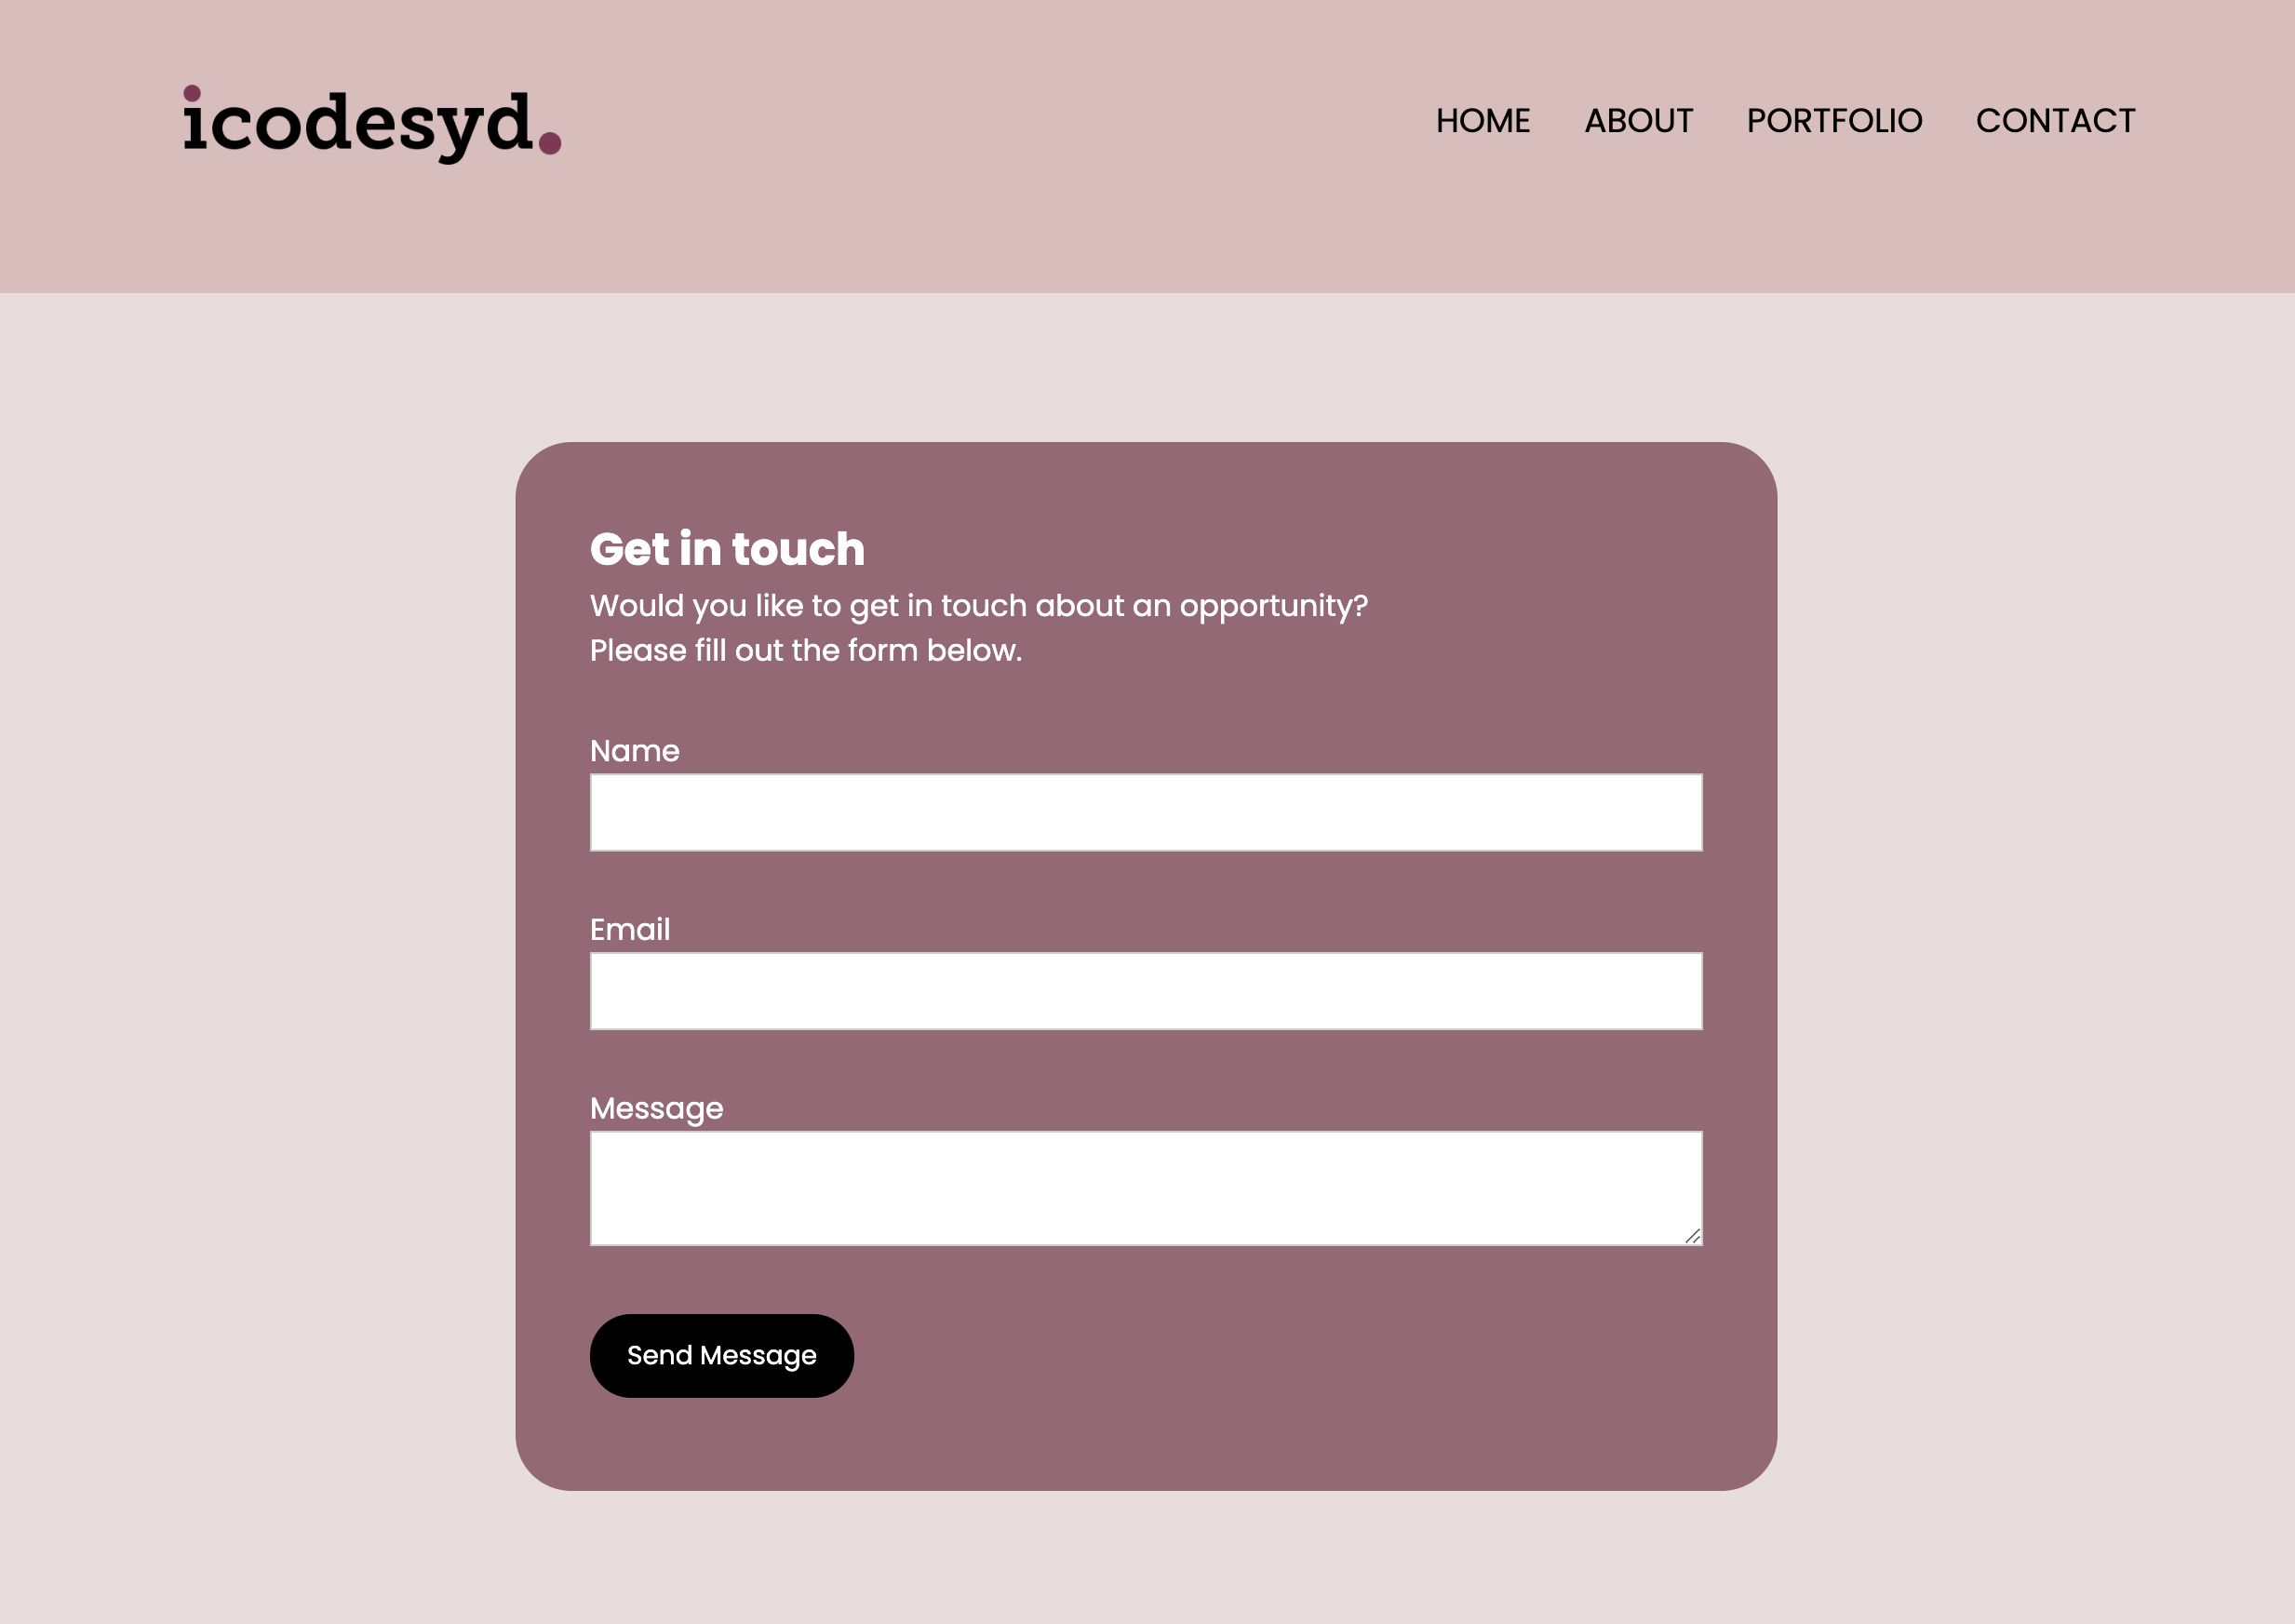 icodesyd.
HOME ABOUT PORTFOLIO CONTACT
Get in touch
Would you like to get in touch about an opportunity?
Please fill out the form below.
Name
Email
Message
Send Message